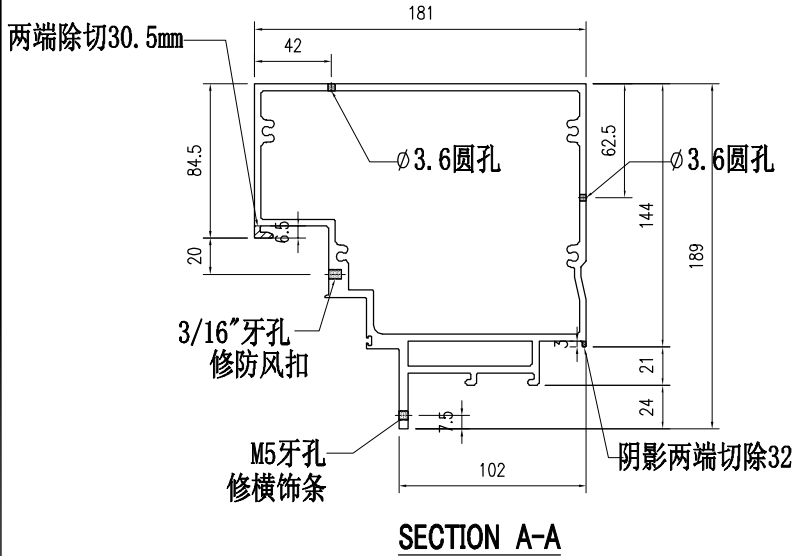 181
两端除切30.5mm
42
84.5
∅3.6圆孔
62.5
∅3.6圆孔
144
189
6.5
20
3/16"牙孔
修防风扣
3
21
24
7.5
M5牙孔
修横饰条
102
阴影两端切除32
SECTION A-A